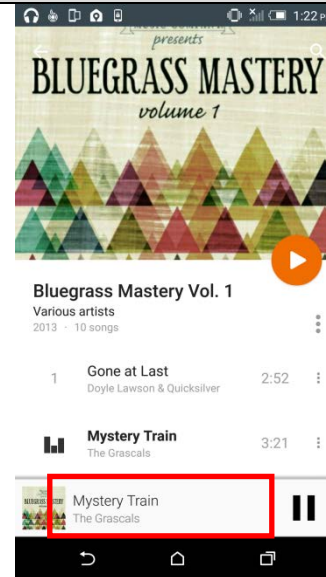 1:22 P
presents
BLUEGRASS MASTERY
volume 1
Bluegrass Mastery Vol. 1
Various artists
2013 · 10 songs
1 Gone at Last 2:52
Doyle Lawson & Quicksilver
Mystery Train 3:21
The Grascals
Mystery Train
The Grascals